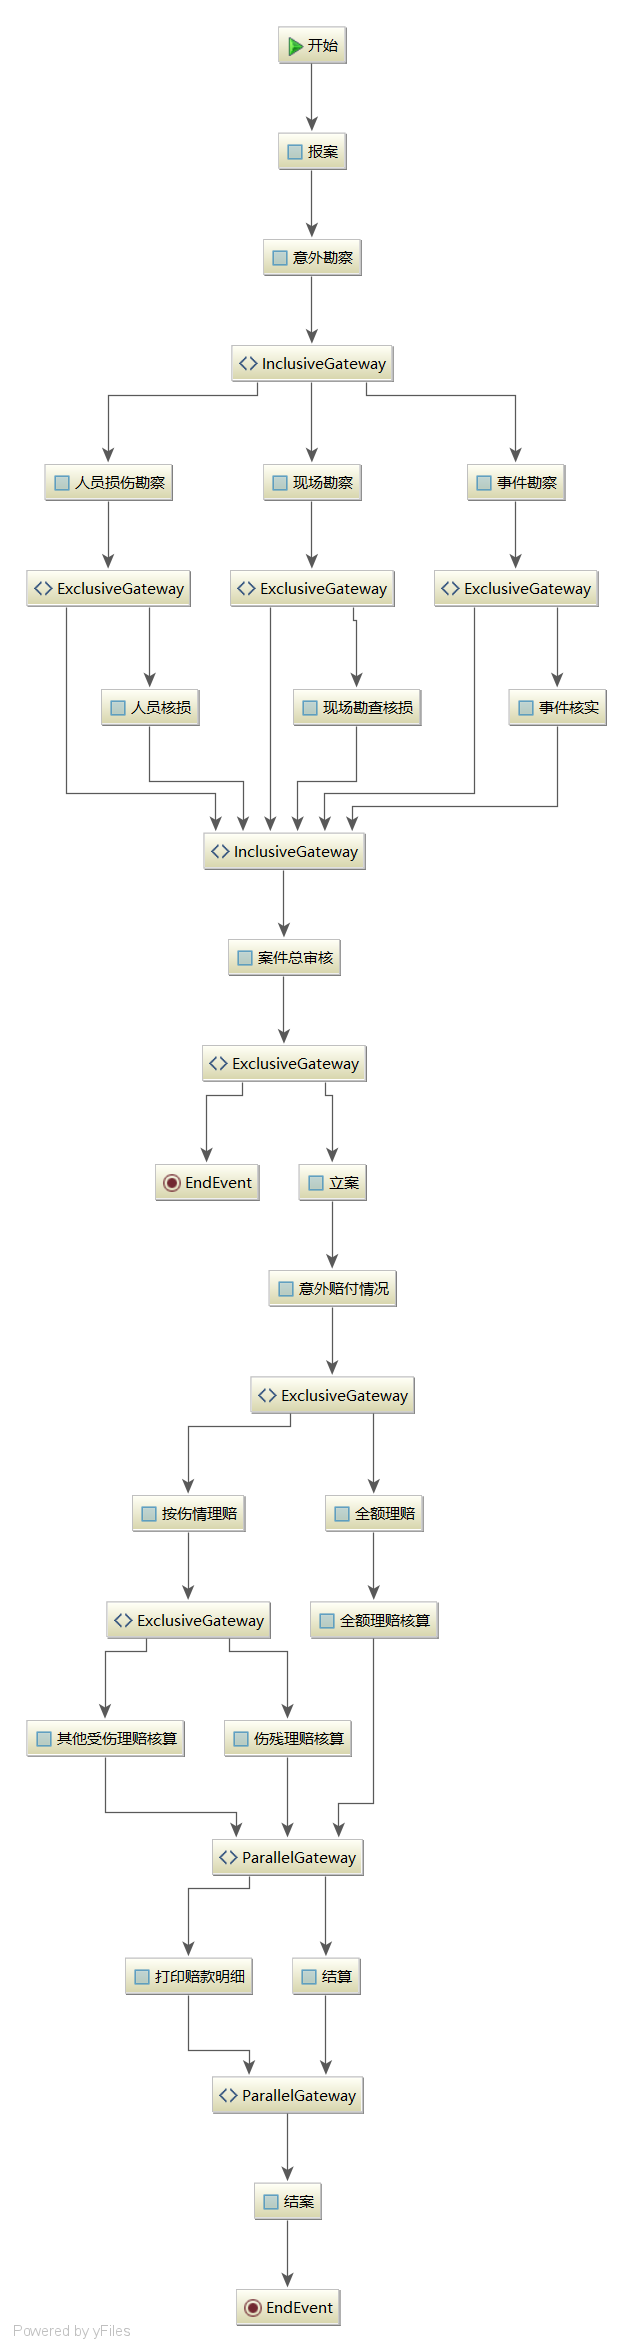 开始
报案
意外勘察
InclusiveGateway
人员损伤勘察
现场勘察
事件勘察
ExclusiveGateway
ExclusiveGateway
ExclusiveGateway
人员核损
现场勘查核损
事件核实
InclusiveGateway
案件总审核
ExclusiveGateway
EndEvent
立案
意外赔付情况
ExclusiveGateway
按伤情理赔
全额理赔
ExclusiveGateway
全额理赔核算
其他受伤理赔核算
伤残理赔核算
ParallelGateway
打印赔款明细
结算
ParallelGateway
结案
EndEvent
Powered by yFiles